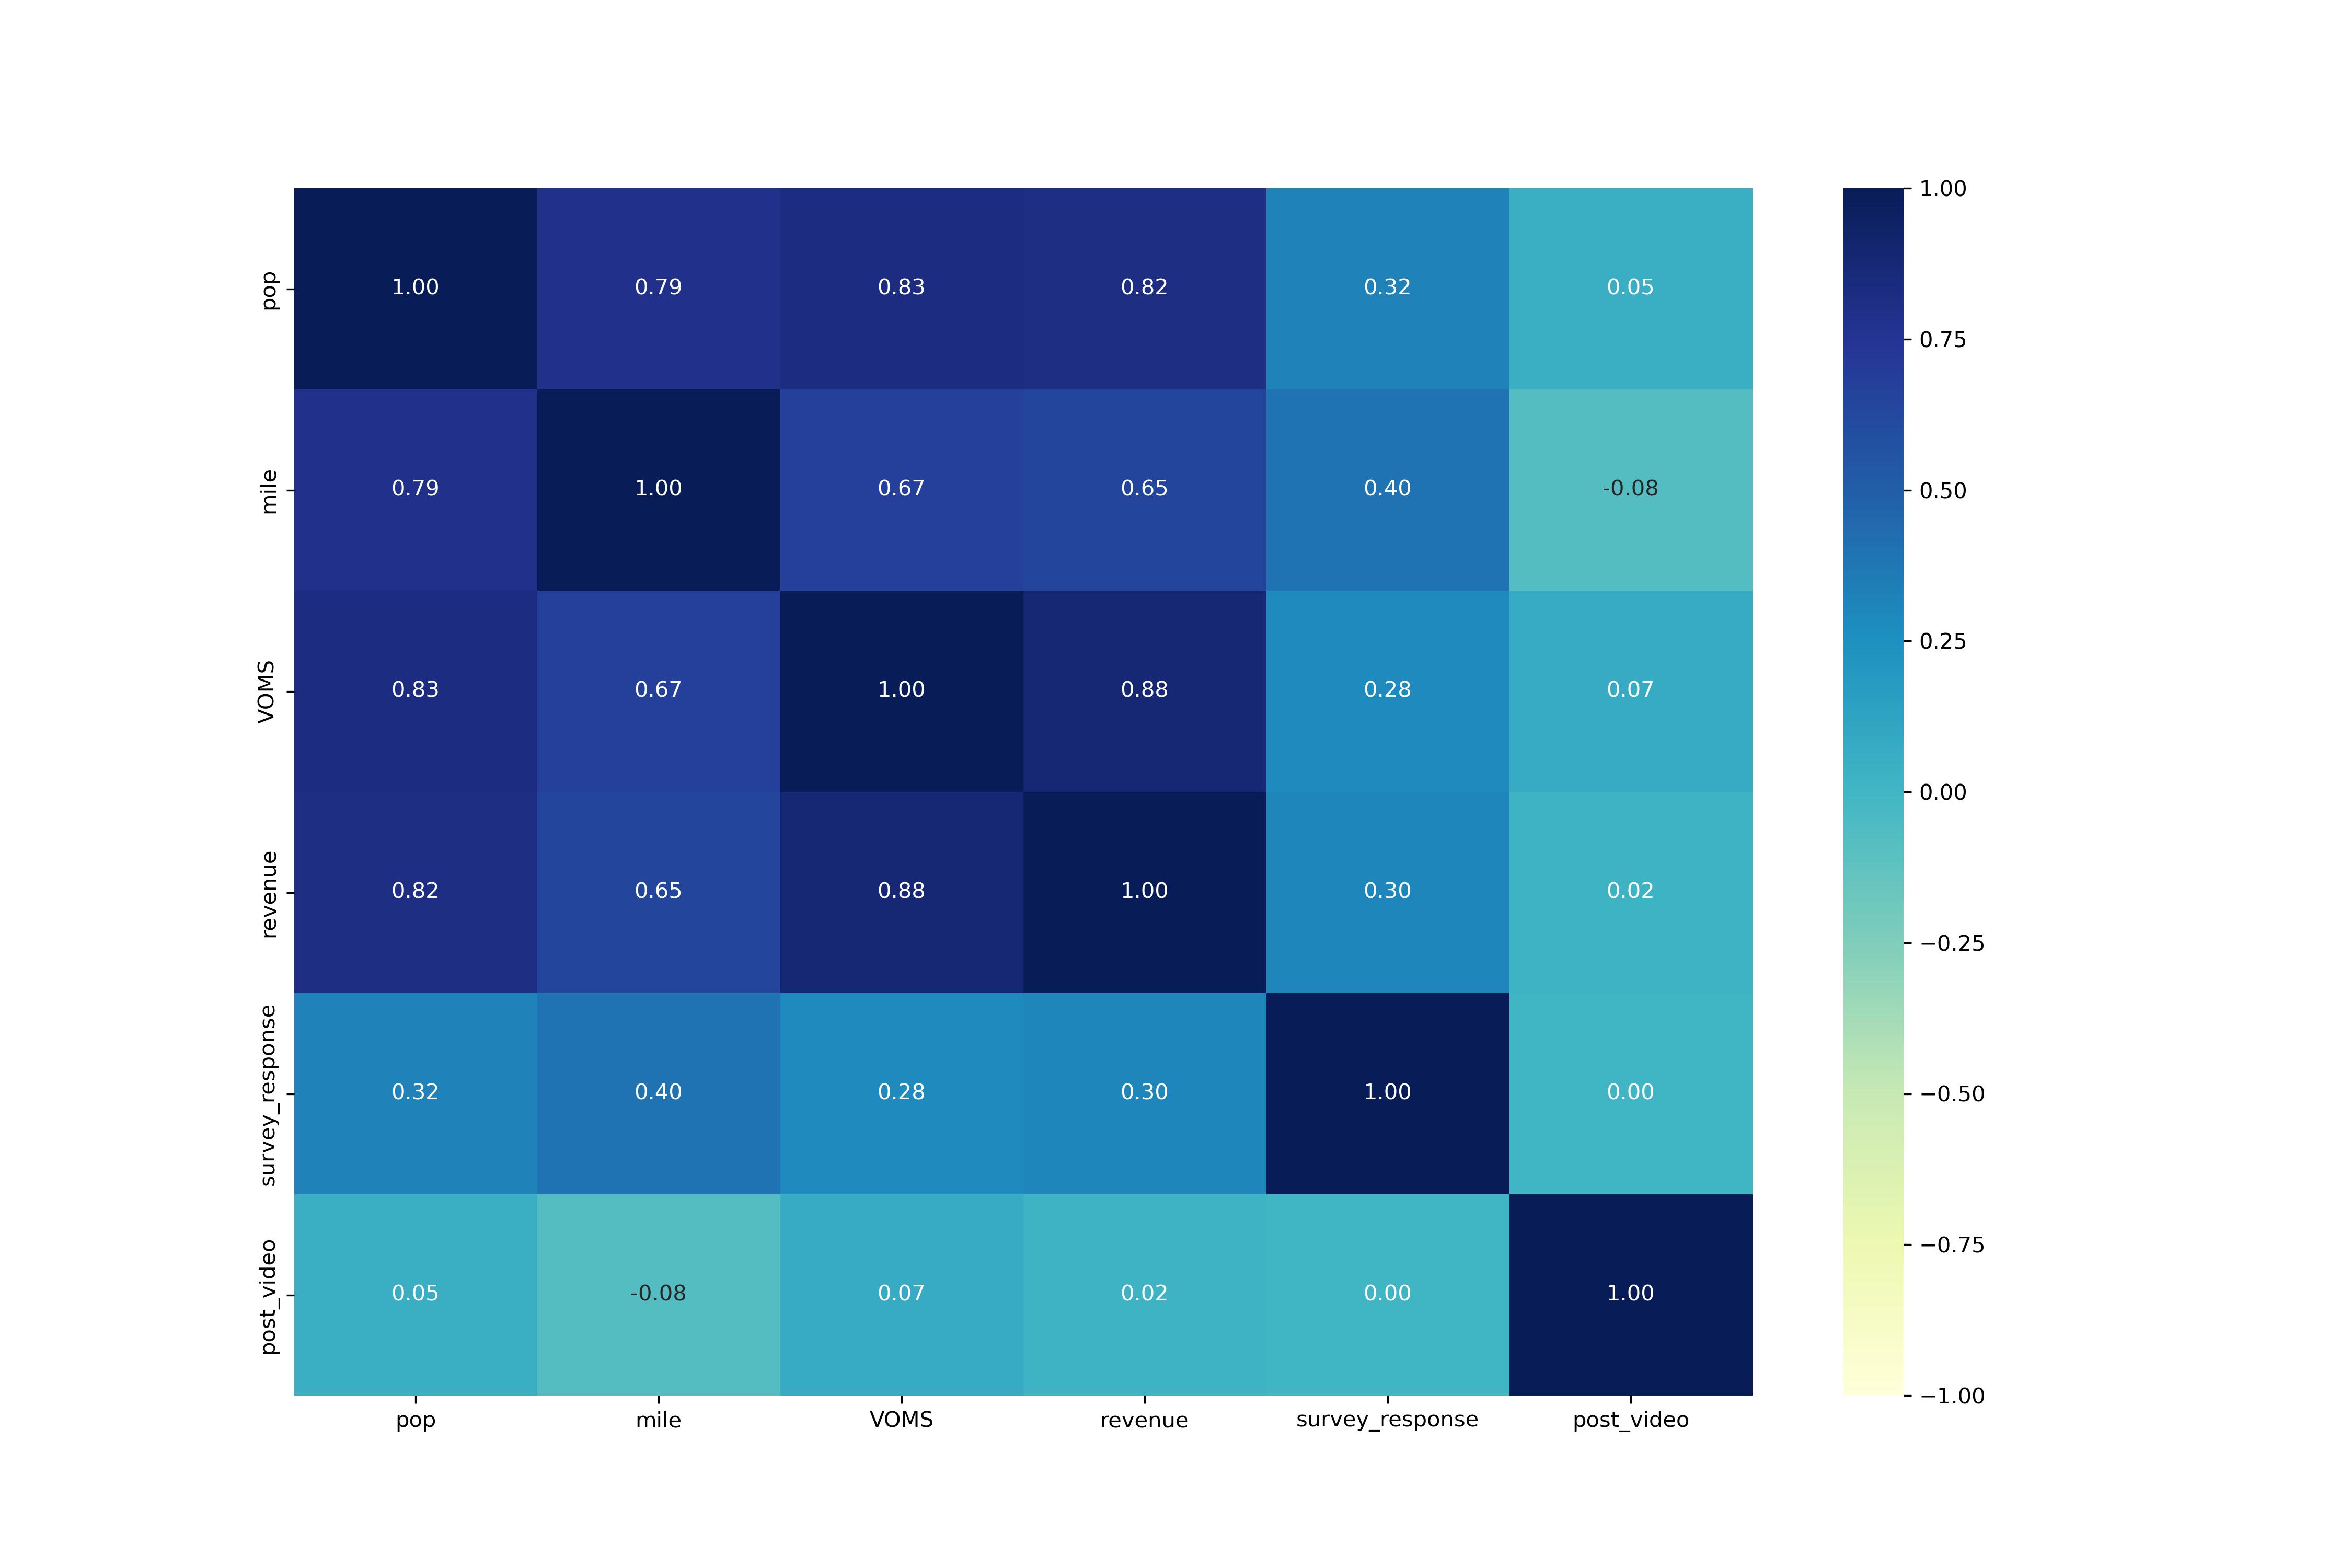 pop 1.00 0.79 0.83 0.82 0.32 0.05
mile 0.79 1.00 0.67 0.65 0.40 -0.08
VOMS 0.83 0.67 1.00 0.88 0.28 0.07
revenue 0.82 0.65 0.88 1.00 0.30 0.02
survey_response 0.32 0.40 0.28 0.30 1.00 0.00
post_video 0.05 -0.08 0.07 0.02 0.00 1.00
pop mile VOMS revenue survey_response post_video
1.00
0.75
0.50
0.25
0.00
−0.25
−0.50
−0.75
−1.00